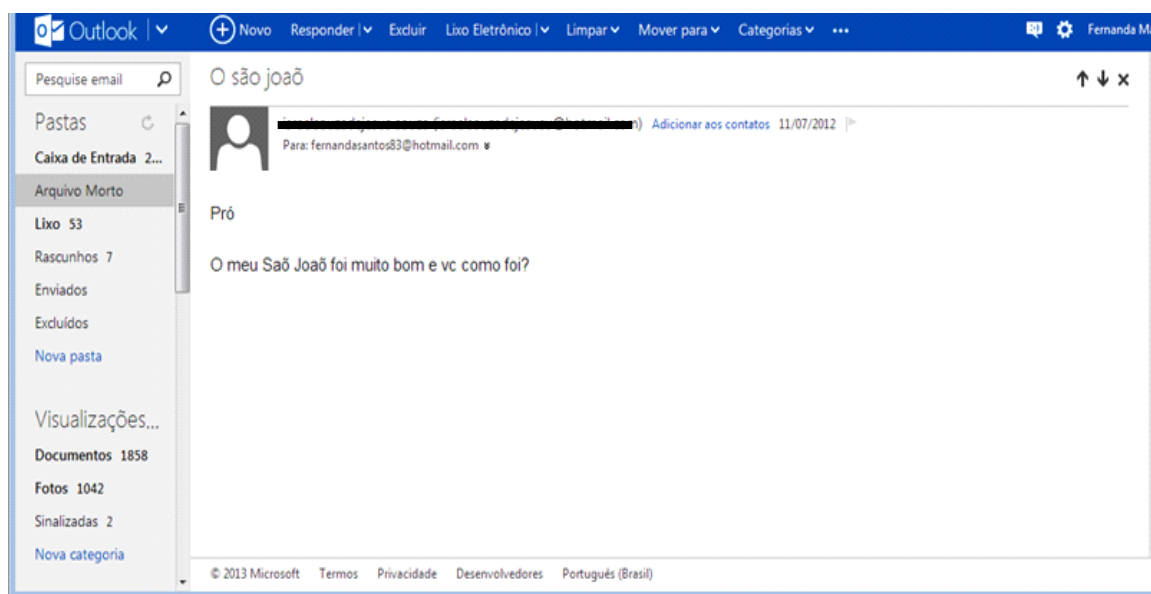 Outlook
Novo Responder Excluir Lixo Eletrônico Limpar Mover para Categorias ••• Fernanda Ma
Pesquise email
O são joaõ
Adicionar aos contatos 11/07/2012
Para: fernandasantos83@hotmail.com
Pastas
Caixa de Entrada 2...
Arquivo Morto
Lixo 53
Rascunhos 7
Enviados
Excluídos
Nova pasta
Visualizações...
Documentos 1858
Fotos 1042
Sinalizadas 2
Nova categoria
Pró
O meu Saõ Joaõ foi muito bom e vc como foi?
© 2013 Microsoft Termos Privacidade Desenvolvedores Português (Brasil)